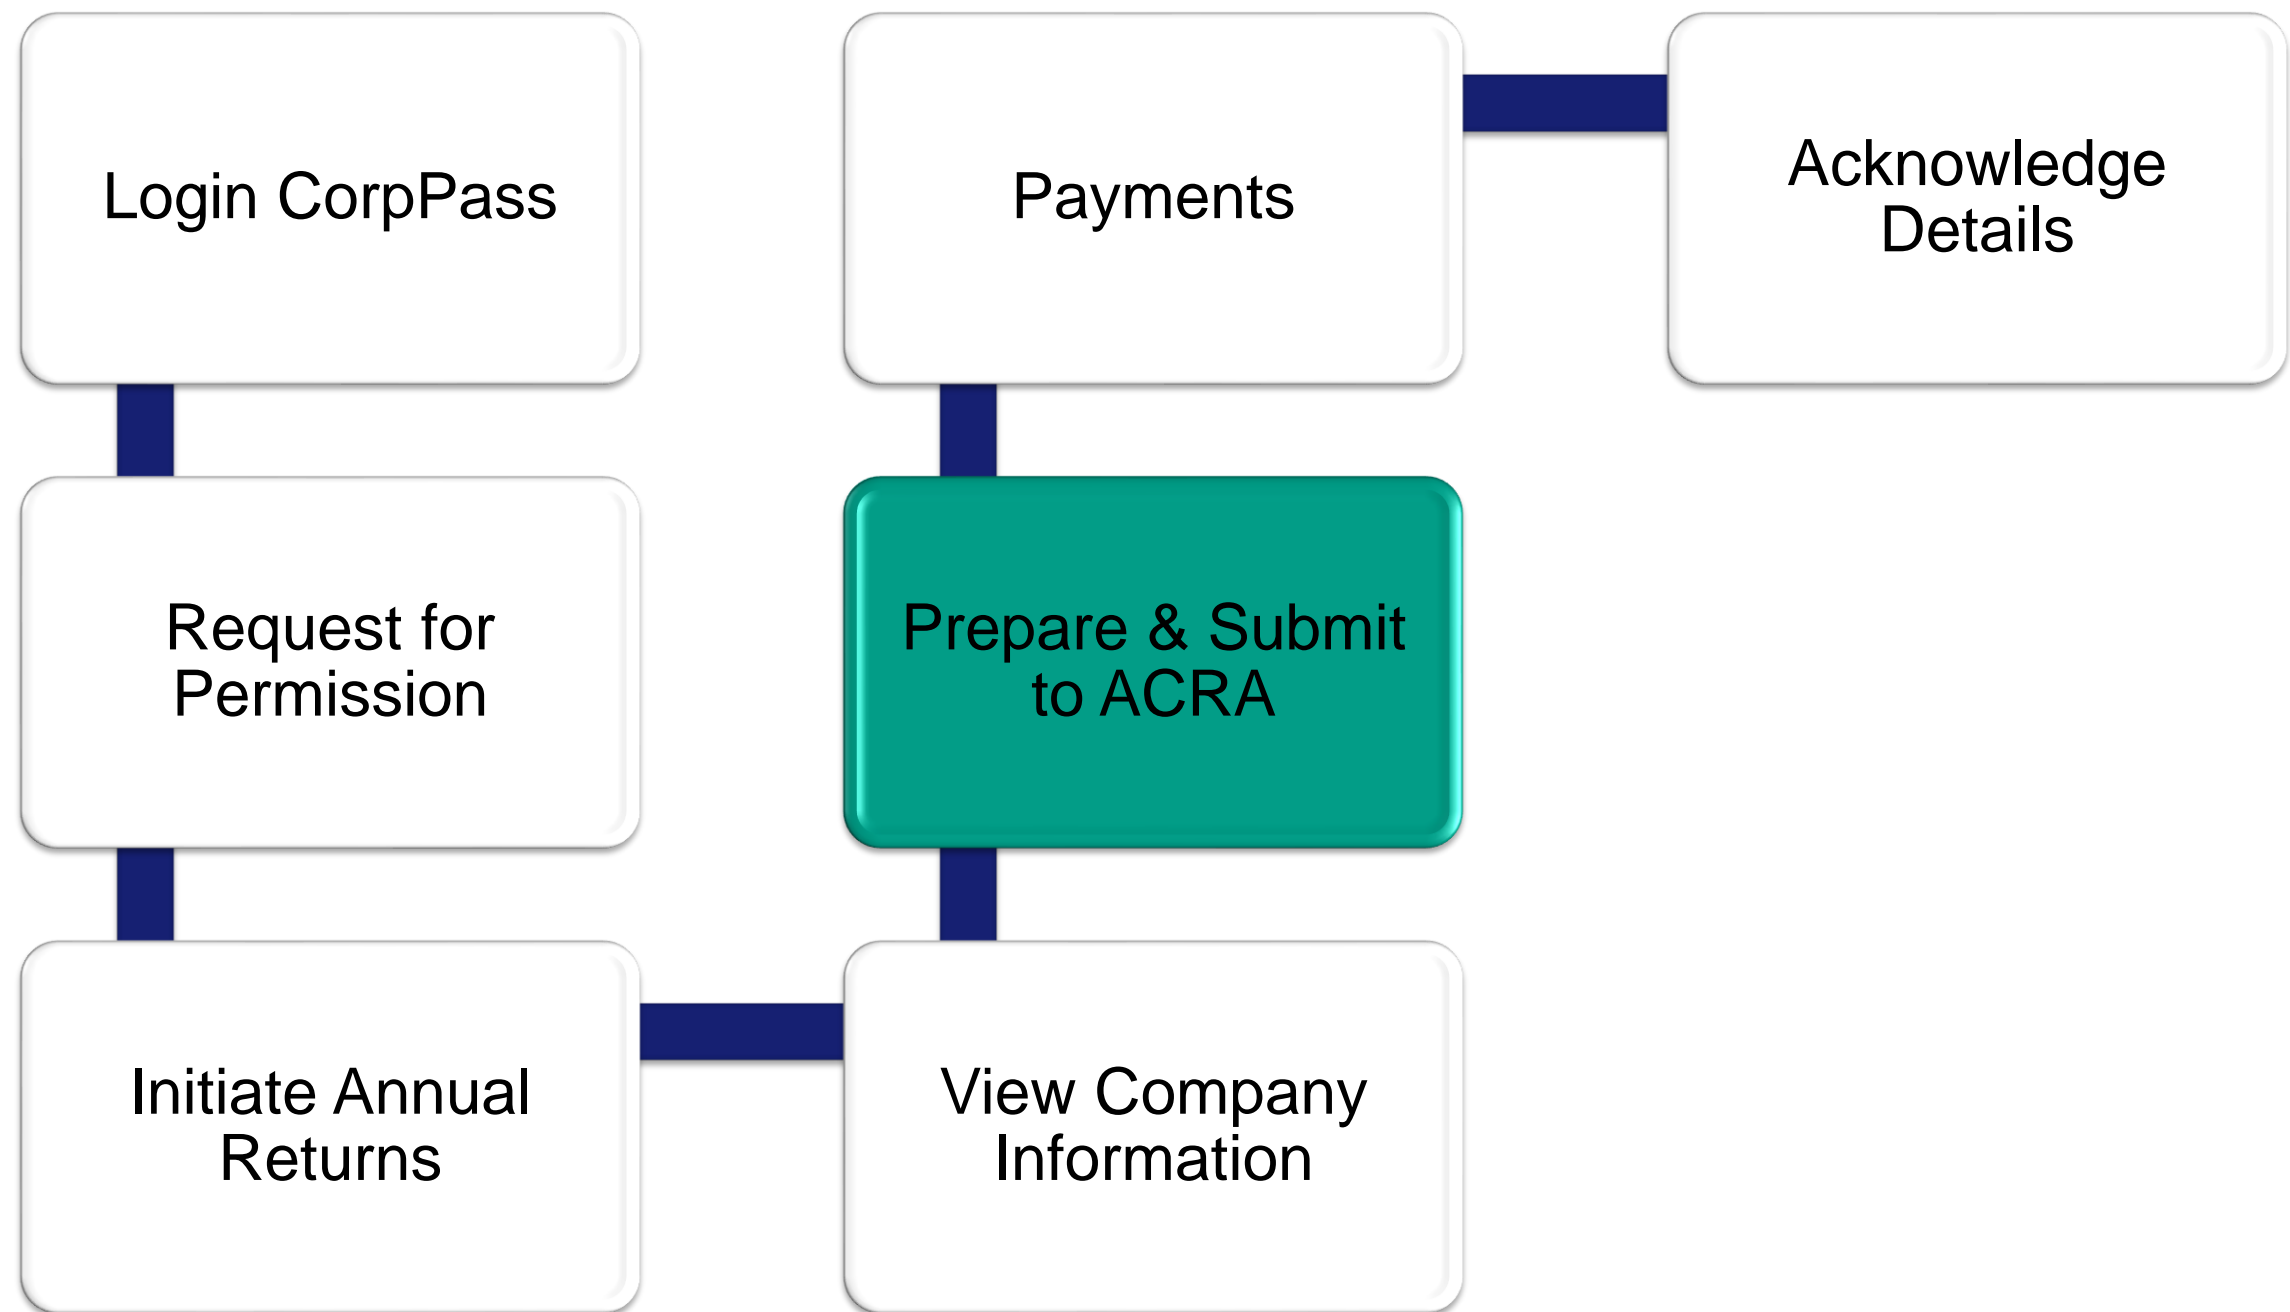 Login CorpPass
Request for
Permission
Initiate Annual
Returns
View Company
Information
Prepare & Submit
to ACRA
Payments
Acknowledge
Details